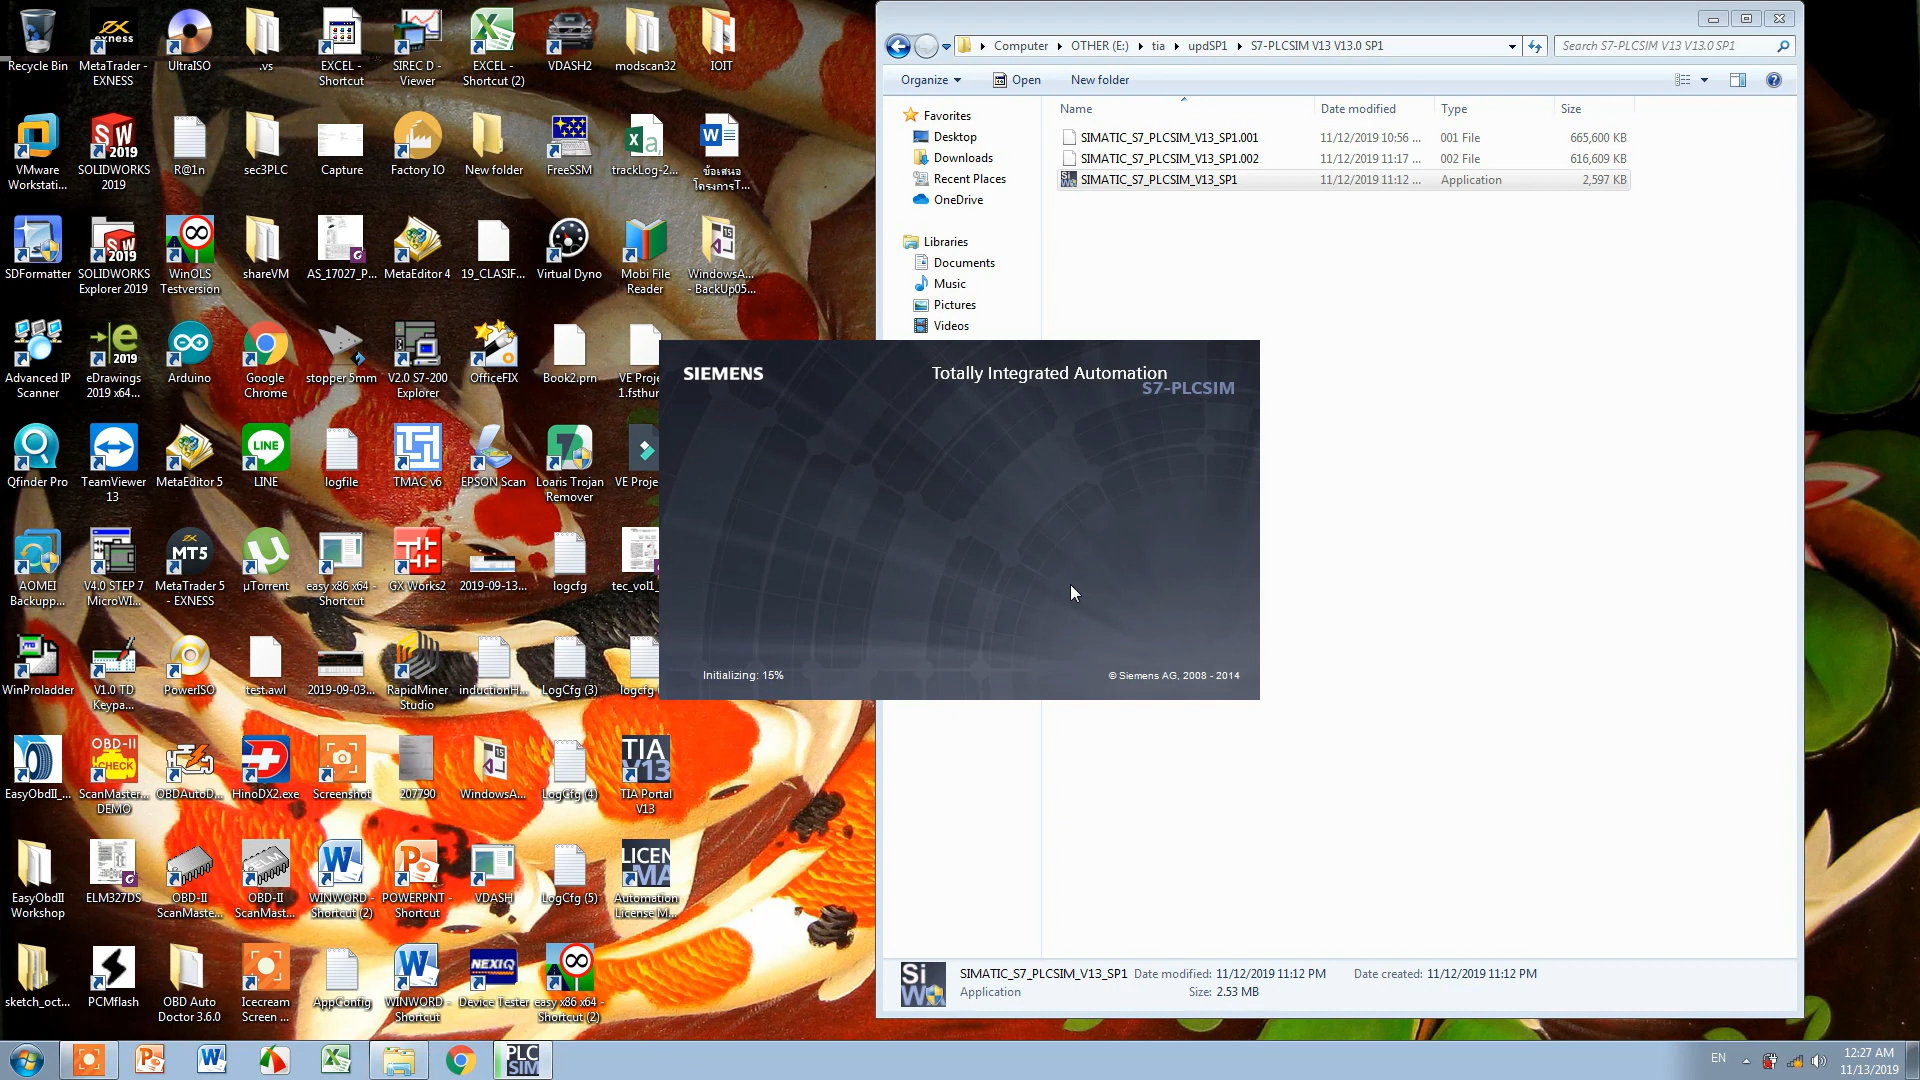 Recycle Bin
MetaTrader - EXNESS
UltraISO
.vs
EXCEL - Shortcut
SIREC D - Viewer
EXCEL - Shortcut (2)
VDASH2
modscan32
IOIT
VMware Workstati...
SOLIDWORKS 2019
R@1n
sec3PLC
Capture
Factory IO
New folder
FreeSSM
trackLog-2...
ข้อเสนอโครงการT...
SDFormatter
SOLIDWORKS Explorer 2019
WinOLS Testversion
shareVM
AS_17027_P...
MetaEditor 4
19_CLASIF...
Virtual Dyno
Mobi File Reader
WindowsA... - BackUp05...
Advanced IP Scanner
eDrawings 2019 x64...
Arduino
Google Chrome
stopper 5mm
V2.0 S7-200 Explorer
OfficeFIX
Book2.prn
VE Proje
1.fsthur
Qfinder Pro
TeamViewer 13
MetaEditor 5
LINE
logfile
TMAC v6
EPSON Scan
Loaris Trojan Remover
VE Proje
AOMEI Backupp...
V4.0 STEP 7 MicroWI...
MetaTrader 5 - EXNESS
µTorrent
easy x86 x64 - Shortcut
GX Works2
2019-09-13...
logcfg
tec_vol1_
WinProladder
V1.0 TD Keypa...
PowerISO
test.awl
2019-09-03...
RapidMiner Studio
inductionH...
LogCfg (3)
logcfg
EasyObdII_...
ScanMaster... DEMO
OBDAutoD...
HinoDX2.exe
Screenshot
207790
WindowsA...
LogCfg (4)
TIA Portal V13
EasyObdII Workshop
ELM327DS
OBD-II ScanMaste...
OBD-II ScanMast...
WINWORD - Shortcut (2)
POWERPNT - Shortcut
VDASH
LogCfg (5)
Automation License M...
sketch_oct...
PCMflash
OBD Auto Doctor 3.6.0
Icecream Screen ...
AppConfig
WINWORD - Shortcut
Device Tester
easy x86 x64 - Shortcut (2)
Computer OTHER (E:) tia updSP1 S7-PLCSIM V13 V13.0 SP1
Search S7-PLCSIM V13 V13.0 SP1
Organize Open New folder
Name Date modified Type Size
SIMATIC_S7_PLCSIM_V13_SP1.001 11/12/2019 10:56 ... 001 File 665,600 KB
SIMATIC_S7_PLCSIM_V13_SP1.002 11/12/2019 11:17 ... 002 File 616,609 KB
SIMATIC_S7_PLCSIM_V13_SP1 11/12/2019 11:12 ... Application 2,597 KB
Favorites
Desktop
Downloads
Recent Places
OneDrive
Libraries
Documents
Music
Pictures
Videos
SIEMENS
Totally Integrated Automation
S7-PLCSIM
Initializing: 15%
© Siemens AG, 2008 - 2014
SIMATIC_S7_PLCSIM_V13_SP1 Date modified: 11/12/2019 11:12 PM Date created: 11/12/2019 11:12 PM
Application Size: 2.53 MB
PLC SIM
EN
12:27 AM
11/13/2019